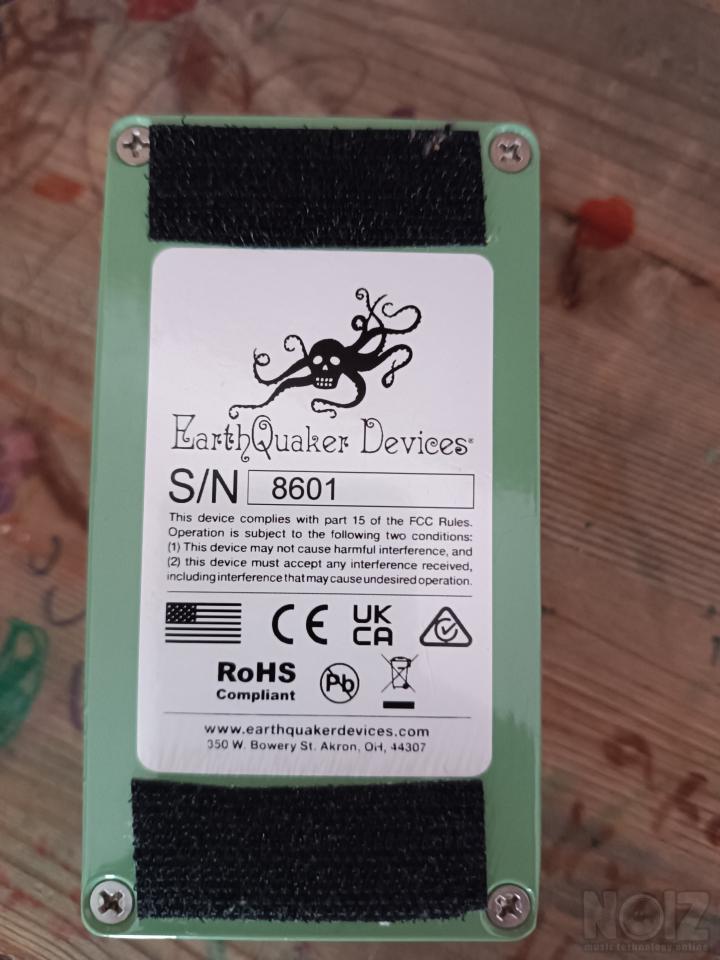 EarthQuaker Devices®
S/N 8601
This device complies with part 15 of the FCC Rules.
Operation is subject to the following two conditions:
(1) This device may not cause harmful interference, and
(2) this device must accept any interference received,
including interference that may cause undesired operation.
CE UK
CA
RoHS
Compliant
Pb
www.earthquakerdevices.com
350 W. Bowery St. Akron, OH, 44307
NOIZ
music technology online